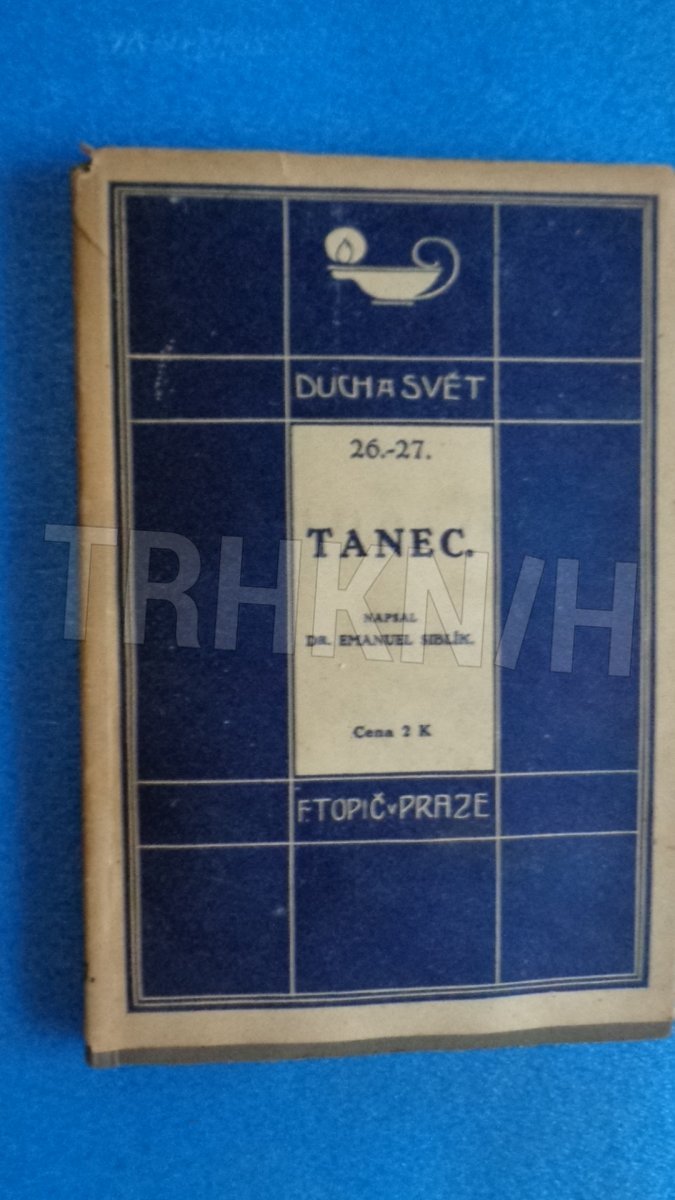 DUCH A SVĚT
26.-27.
TANEC.
NAPSAL
DR. EMANUEL SIBLÍK.
Cena 2 K
F. TOPIČ V PRAZE
TRHKNIH